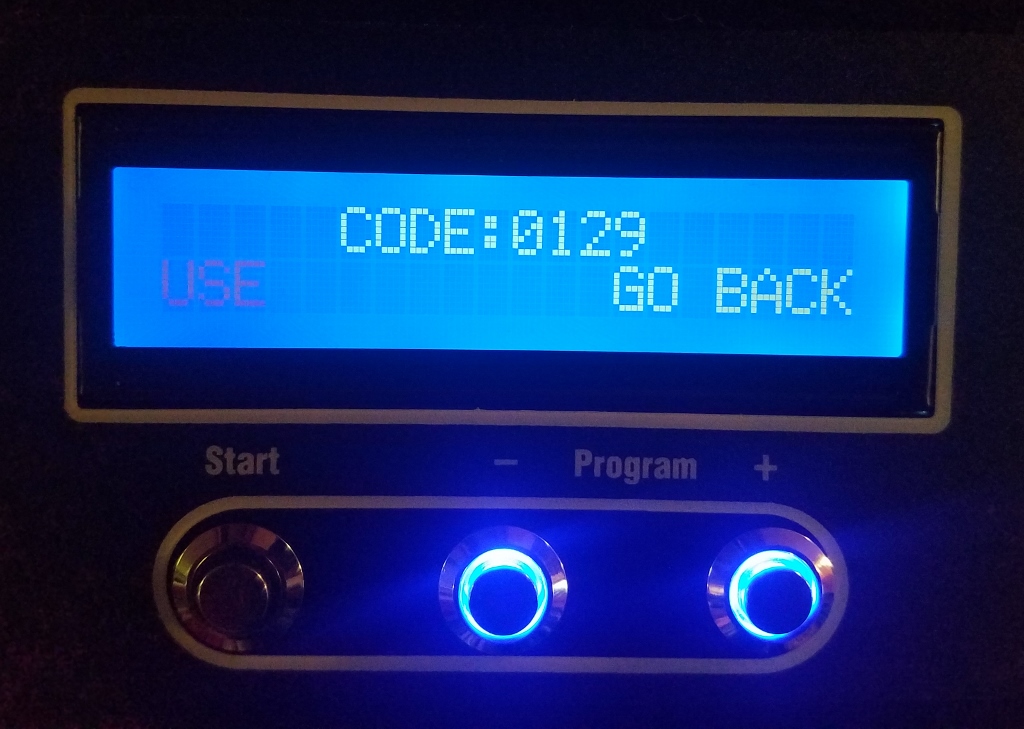 CODE:0129
USE GO BACK
Start − Program +